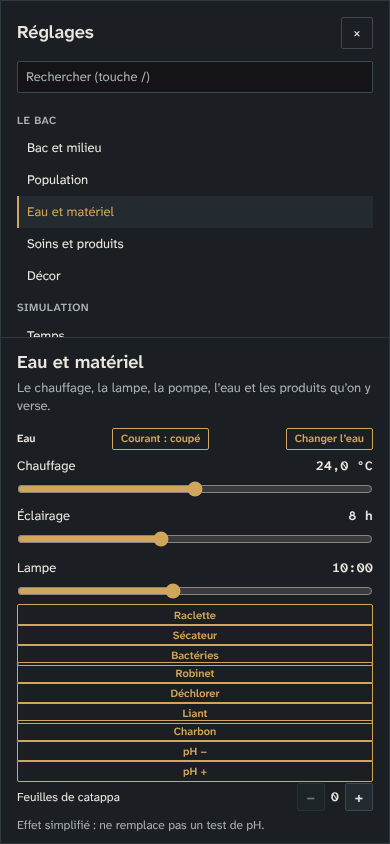 Réglages
×
Rechercher (touche /)
LE BAC
Bac et milieu
Population
Eau et matériel
Soins et produits
Décor
SIMULATION
Temps
Eau et matériel
Le chauffage, la lampe, la pompe, l'eau et les produits qu'on y
verse.
Eau Courant : coupé Changer l'eau
Chauffage 24,0 °C
Éclairage 8 h
Lampe 10:00
Raclette
Sécateur
Bactéries
Robinet
Déchlorer
Liant
Charbon
pH −
pH +
Feuilles de catappa − 0 +
Effet simplifié : ne remplace pas un test de pH.